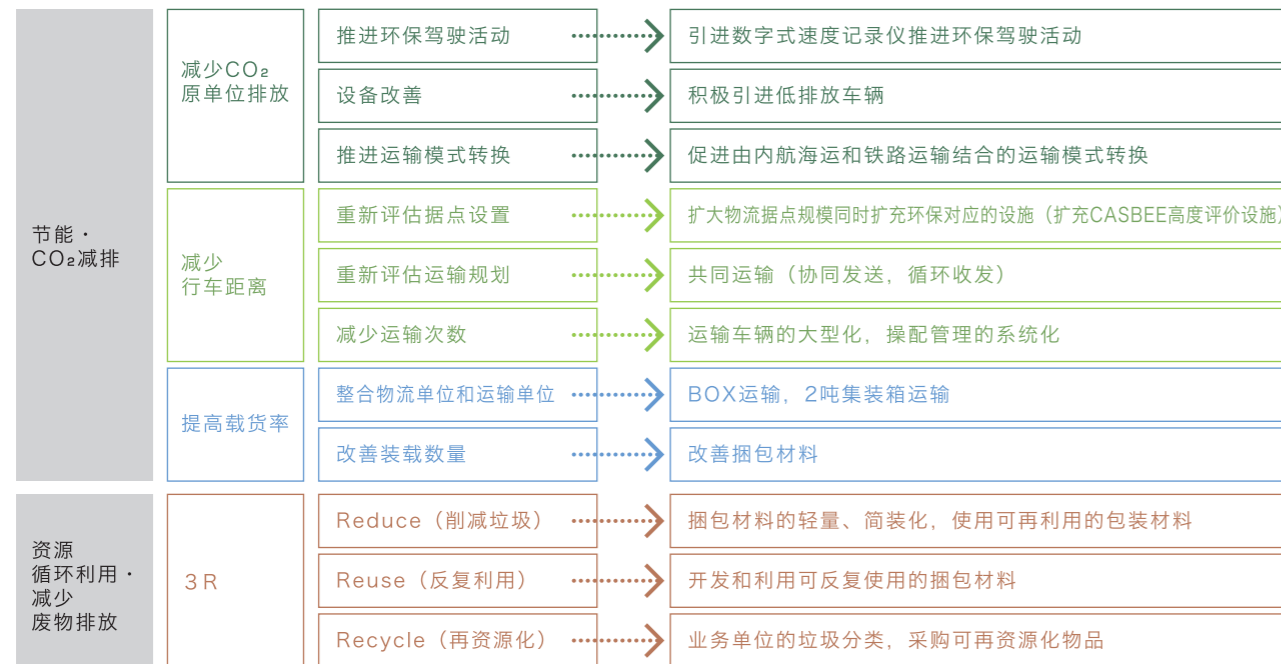 节能・
CO₂减排
减少CO₂
原单位排放
推进环保驾驶活动
引进数字式速度记录仪推进环保驾驶活动
设备改善
积极引进低排放车辆
推进运输模式转换
促进由内航海运和铁路运输结合的运输模式转换
减少
行车距离
重新评估据点设置
扩大物流据点规模同时扩充环保对应的设施（扩充CASBEE高度评价设施）
重新评估运输规划
共同运输（协同发送，循环收发）
减少运输次数
运输车辆的大型化，操配管理的系统化
提高载货率
整合物流单位和运输单位
BOX运输，2吨集装箱运输
改善装载数量
改善捆包材料
资源
循环利用・
减少
废物排放
３Ｒ
Reduce（削减垃圾）
捆包材料的轻量、简装化，使用可再利用的包装材料
Reuse（反复利用）
开发和利用可反复使用的捆包材料
Recycle（再资源化）
业务单位的垃圾分类，采购可再资源化物品